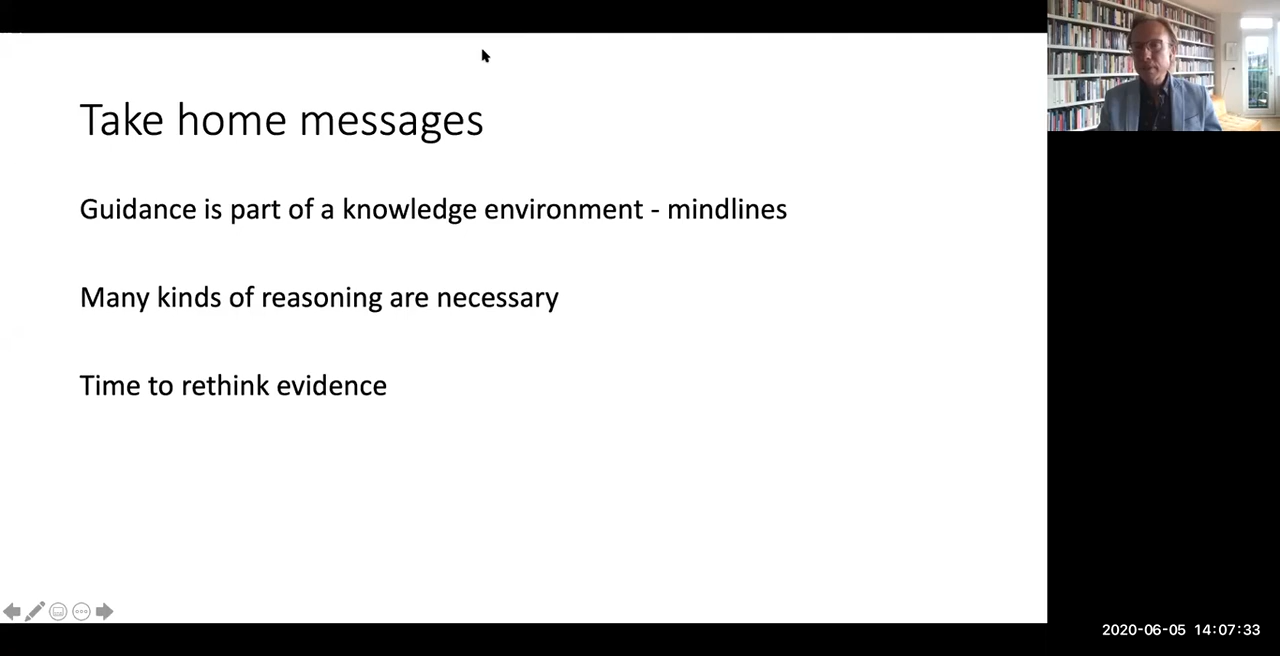 Take home messages
Guidance is part of a knowledge environment - mindlines
Many kinds of reasoning are necessary
Time to rethink evidence
2020-06-05 14:07:33